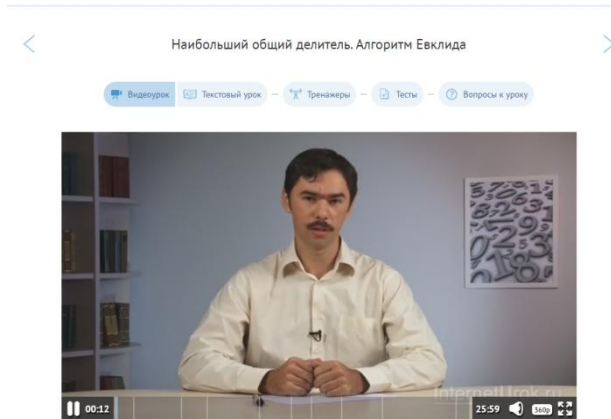 Наибольший общий делитель. Алгоритм Евклида
Видеоурок Текстовый урок – Тренажеры – Тесты – Вопросы к уроку
InternetUrok.ru
00:12 25:59 360p